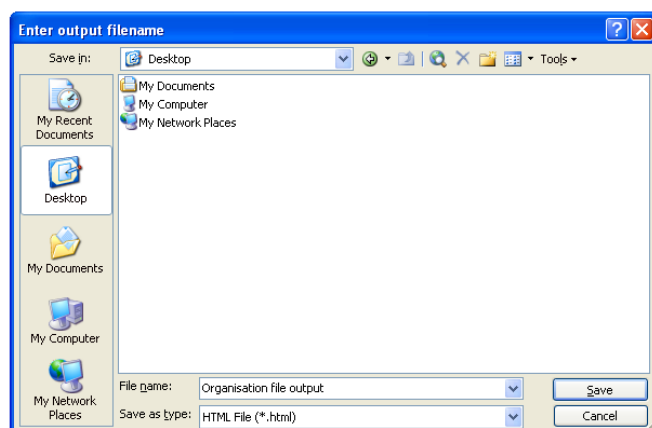 Enter output filename
Save in:
Desktop
Tools
My Documents
My Computer
My Network Places
My Recent
Documents
Desktop
My Documents
My Computer
My Network
Places
File name:
Organisation file output
Save
Save as type:
HTML File (*.html)
Cancel